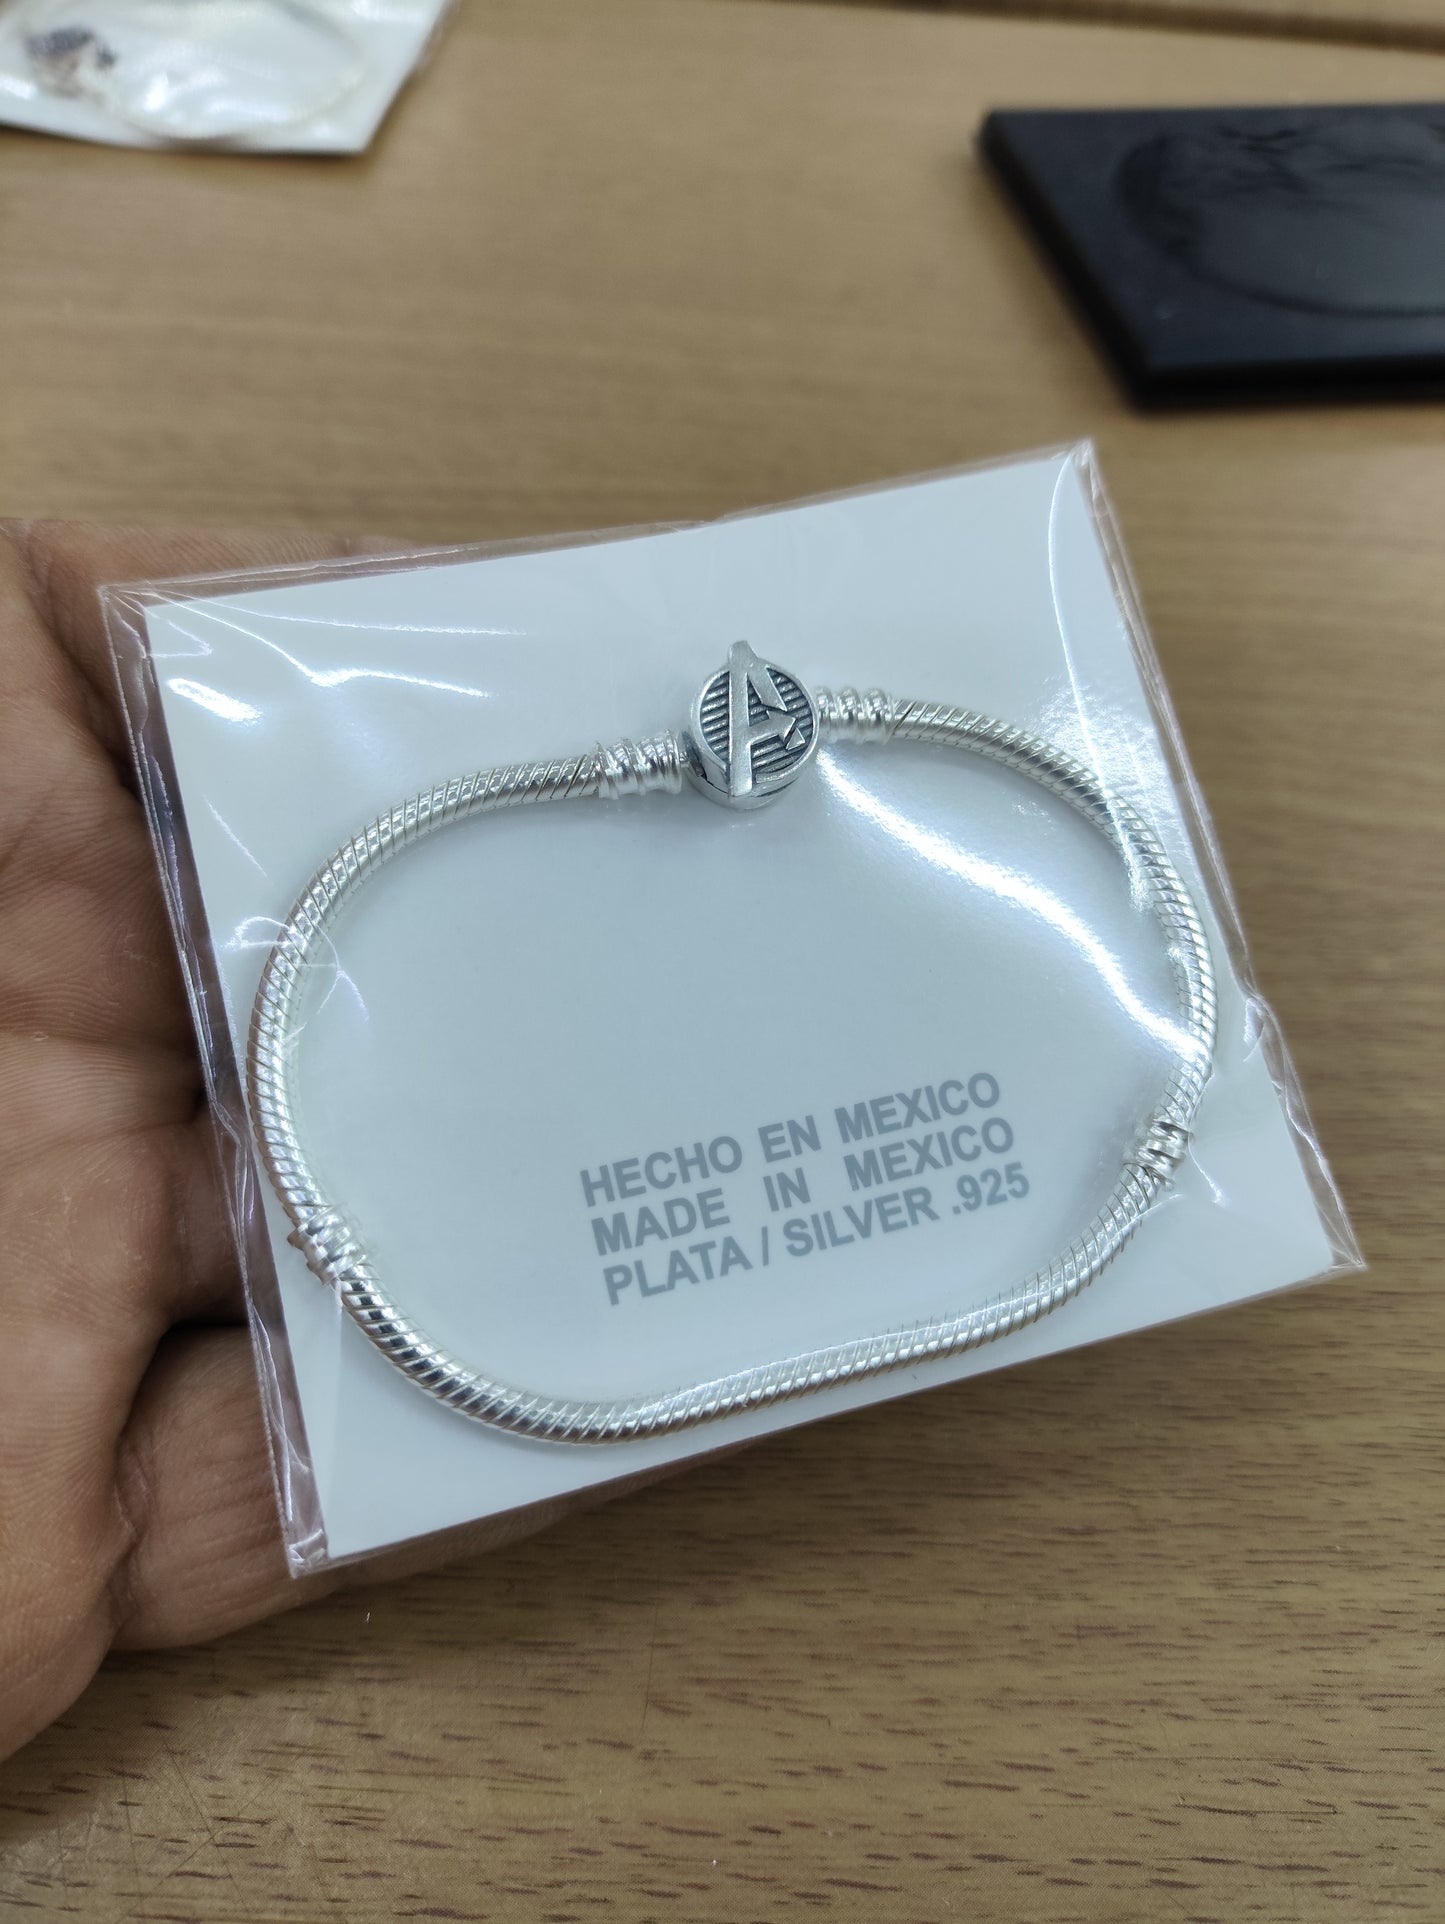 A
HECHO EN MEXICO
MADE IN MEXICO
PLATA / SILVER .925